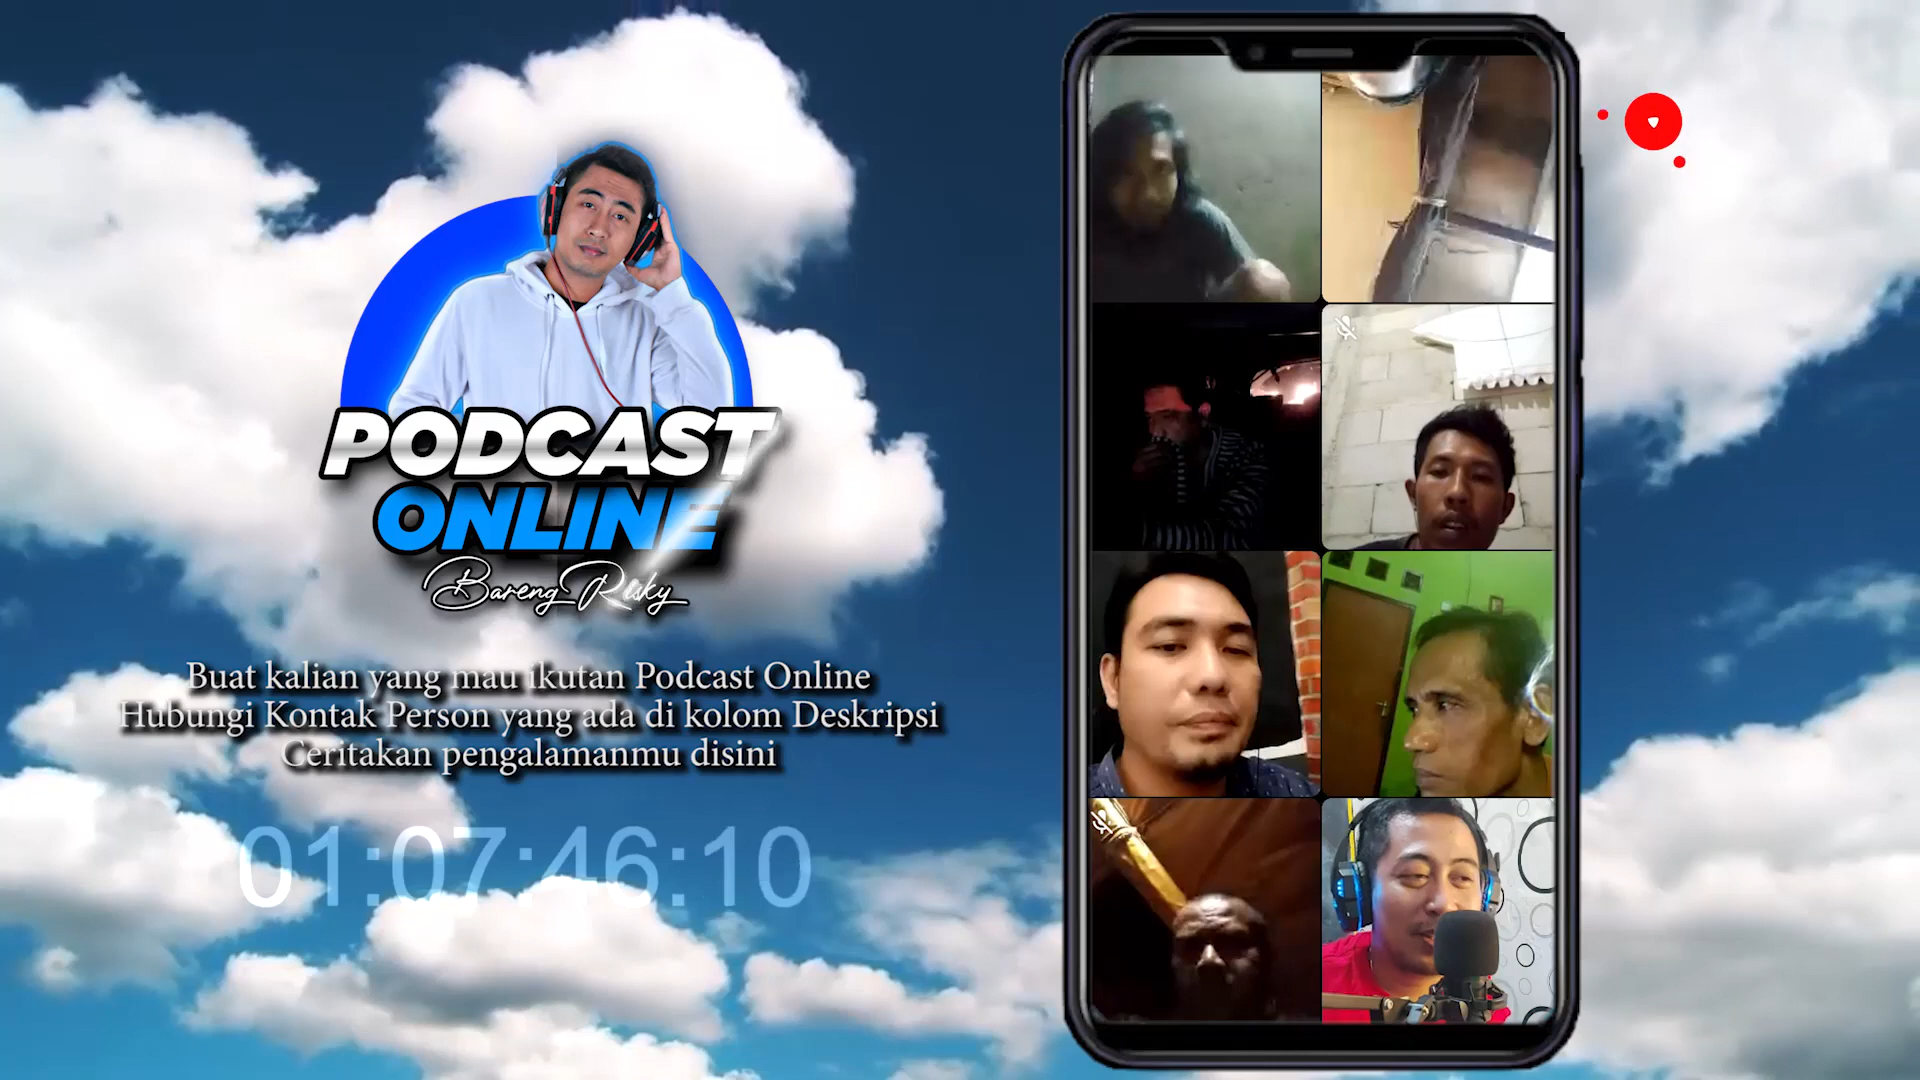 PODCAST
ONLINE
Bareng Risky
Buat kalian yang mau ikutan Podcast Online
Hubungi Kontak Person yang ada di kolom Deskripsi
Ceritakan pengalamanmu disini
01:07:46:10